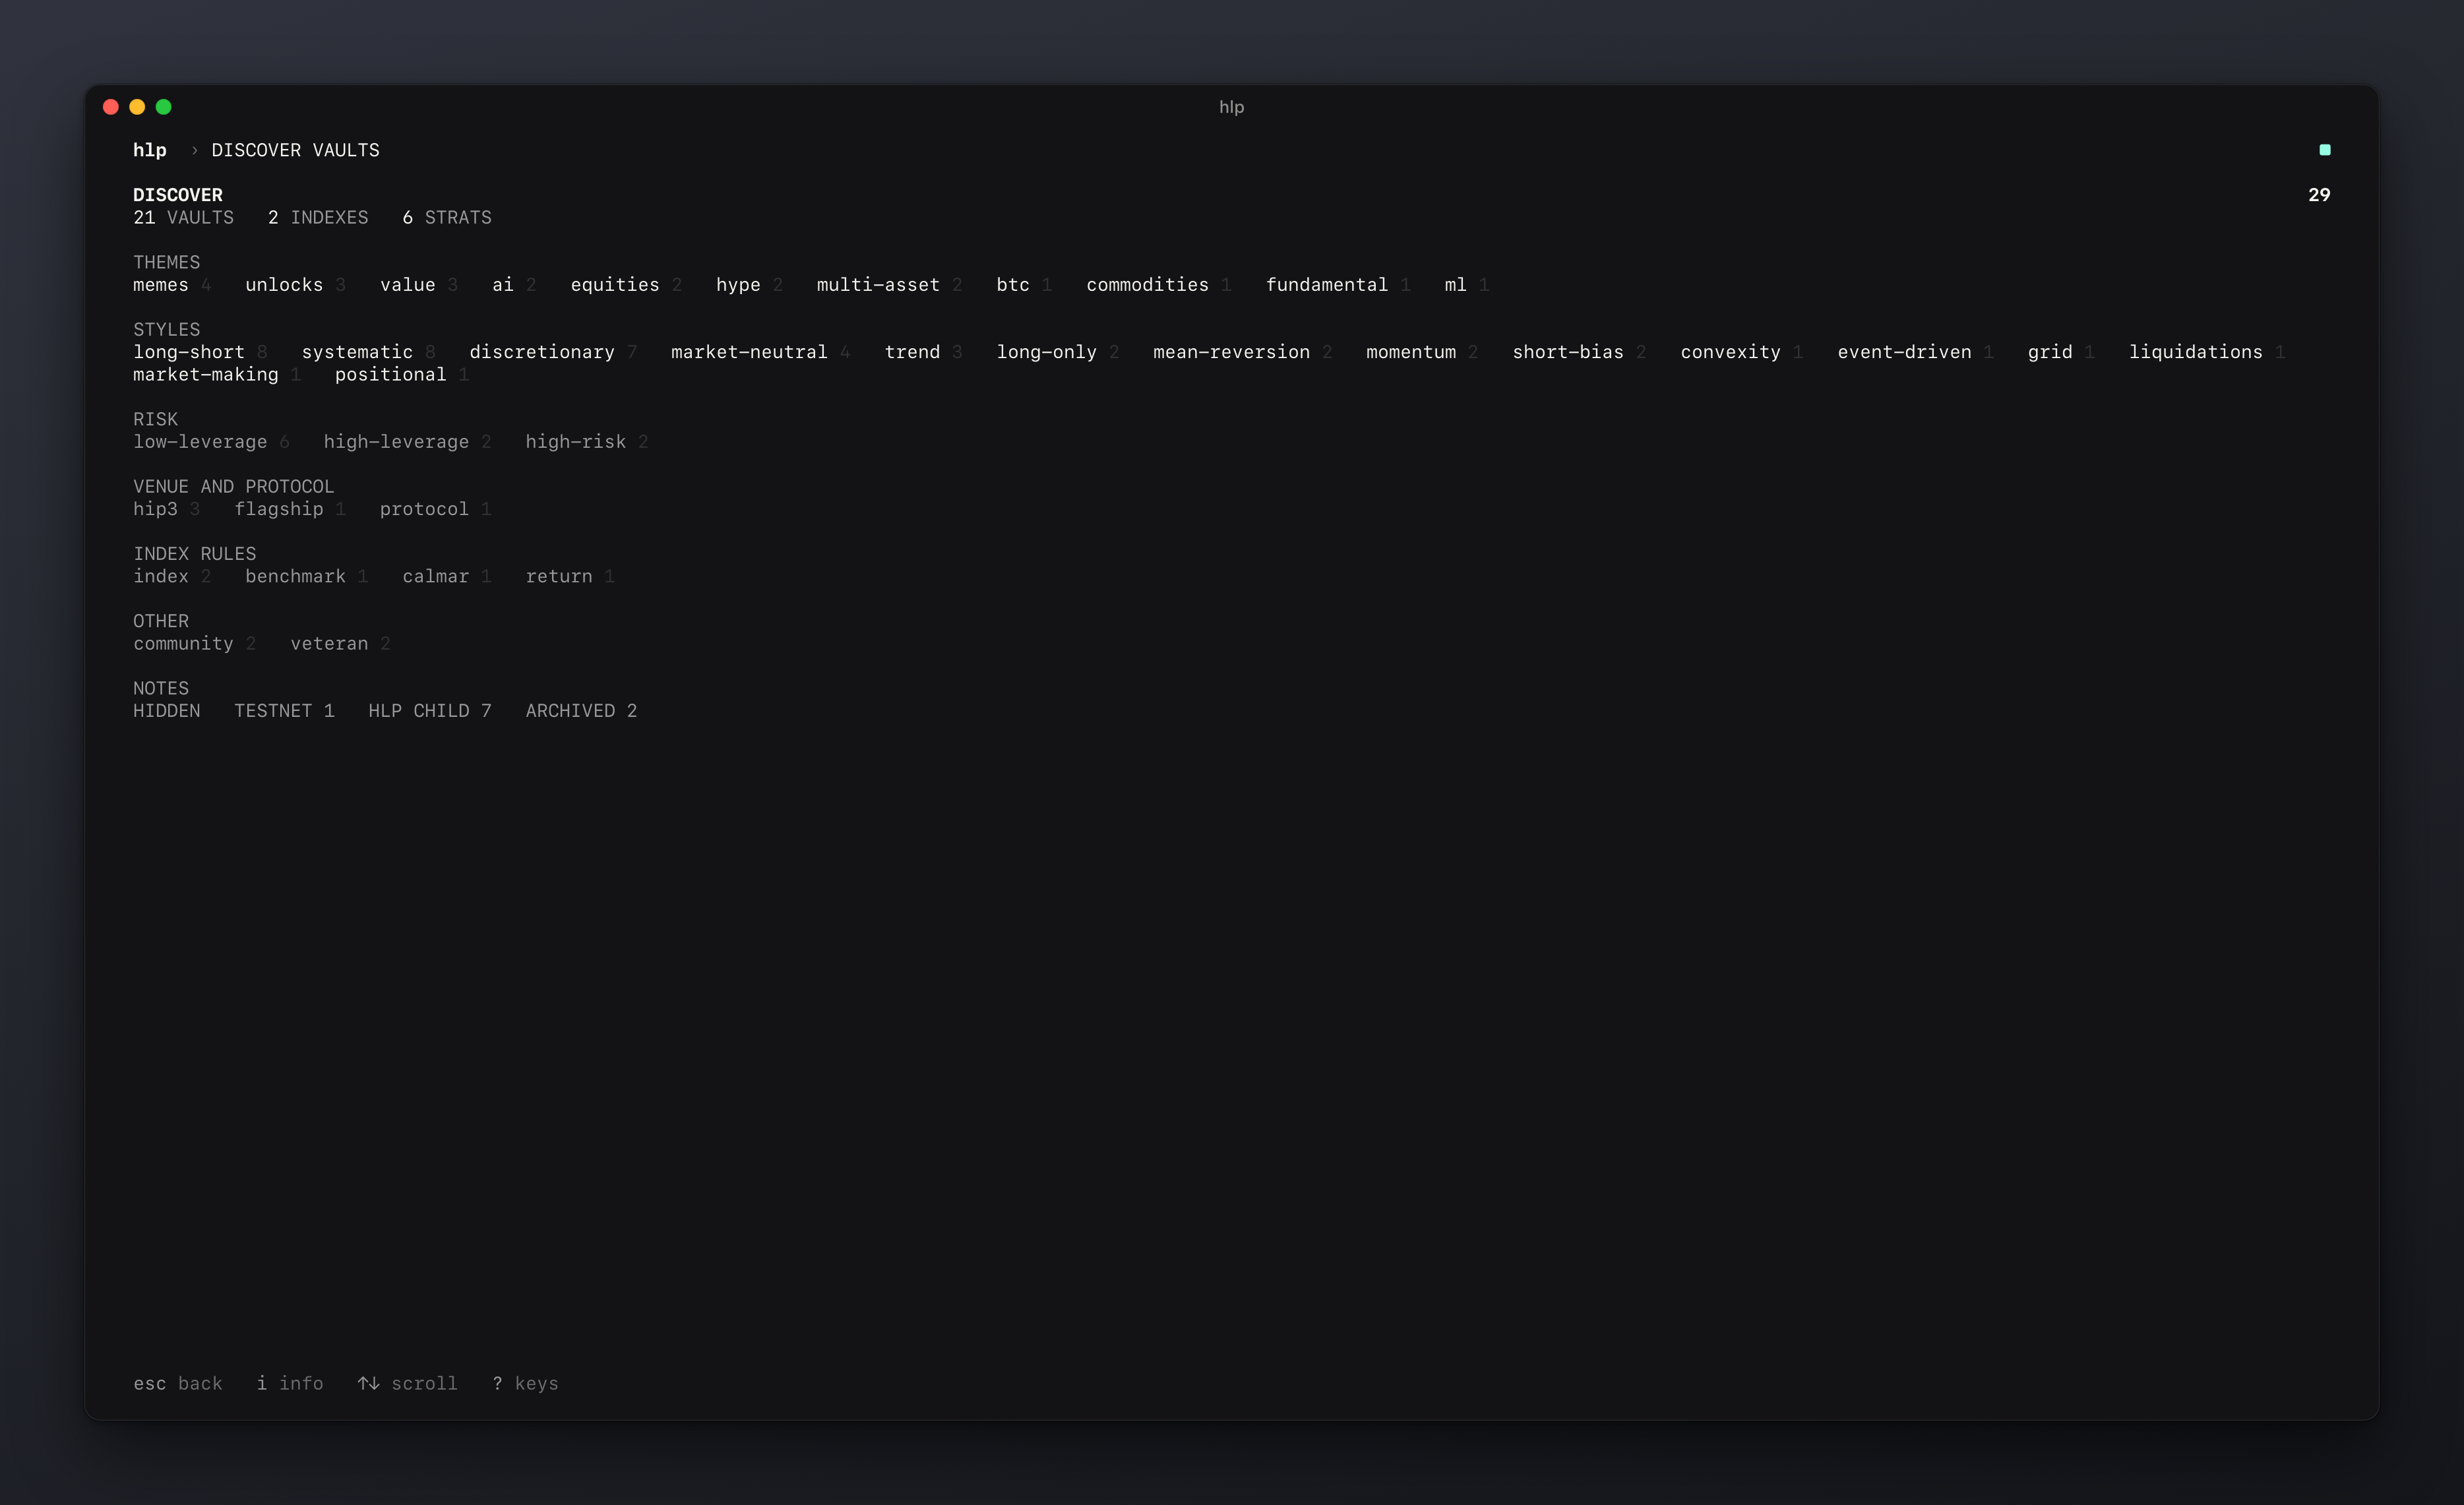 hlp
hlp › DISCOVER VAULTS
DISCOVER 29
21 VAULTS 2 INDEXES 6 STRATS
THEMES
memes 4 unlocks 3 value 3 ai 2 equities 2 hype 2 multi-asset 2 btc 1 commodities 1 fundamental 1 ml 1
STYLES
long-short 8 systematic 8 discretionary 7 market-neutral 4 trend 3 long-only 2 mean-reversion 2 momentum 2 short-bias 2 convexity 1 event-driven 1 grid 1 liquidations 1
market-making 1 positional 1
RISK
low-leverage 6 high-leverage 2 high-risk 2
VENUE AND PROTOCOL
hip3 3 flagship 1 protocol 1
INDEX RULES
index 2 benchmark 1 calmar 1 return 1
OTHER
community 2 veteran 2
NOTES
HIDDEN TESTNET 1 HLP CHILD 7 ARCHIVED 2
esc back i info ↑↓ scroll ? keys